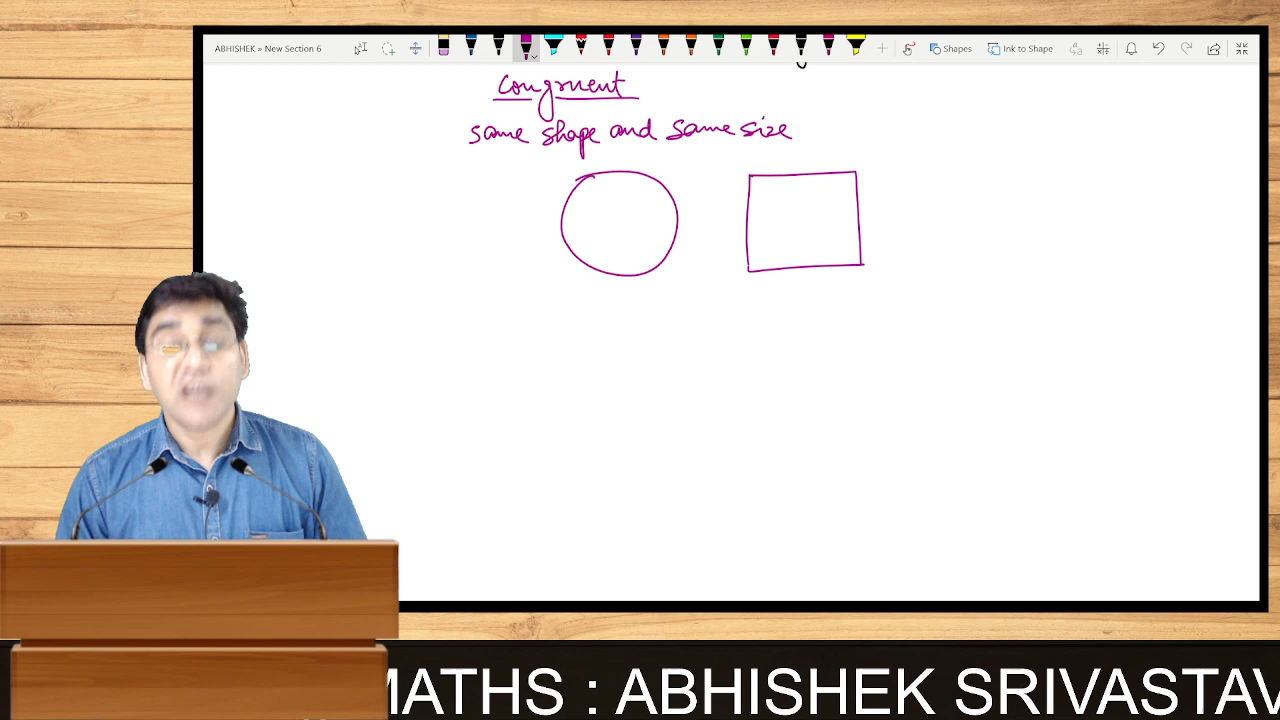 ABHISHEK » New Section 6
Shapes
Ink to Shape
congruent
same shape and same size
MATHS : ABHISHEK SRIVASTAV